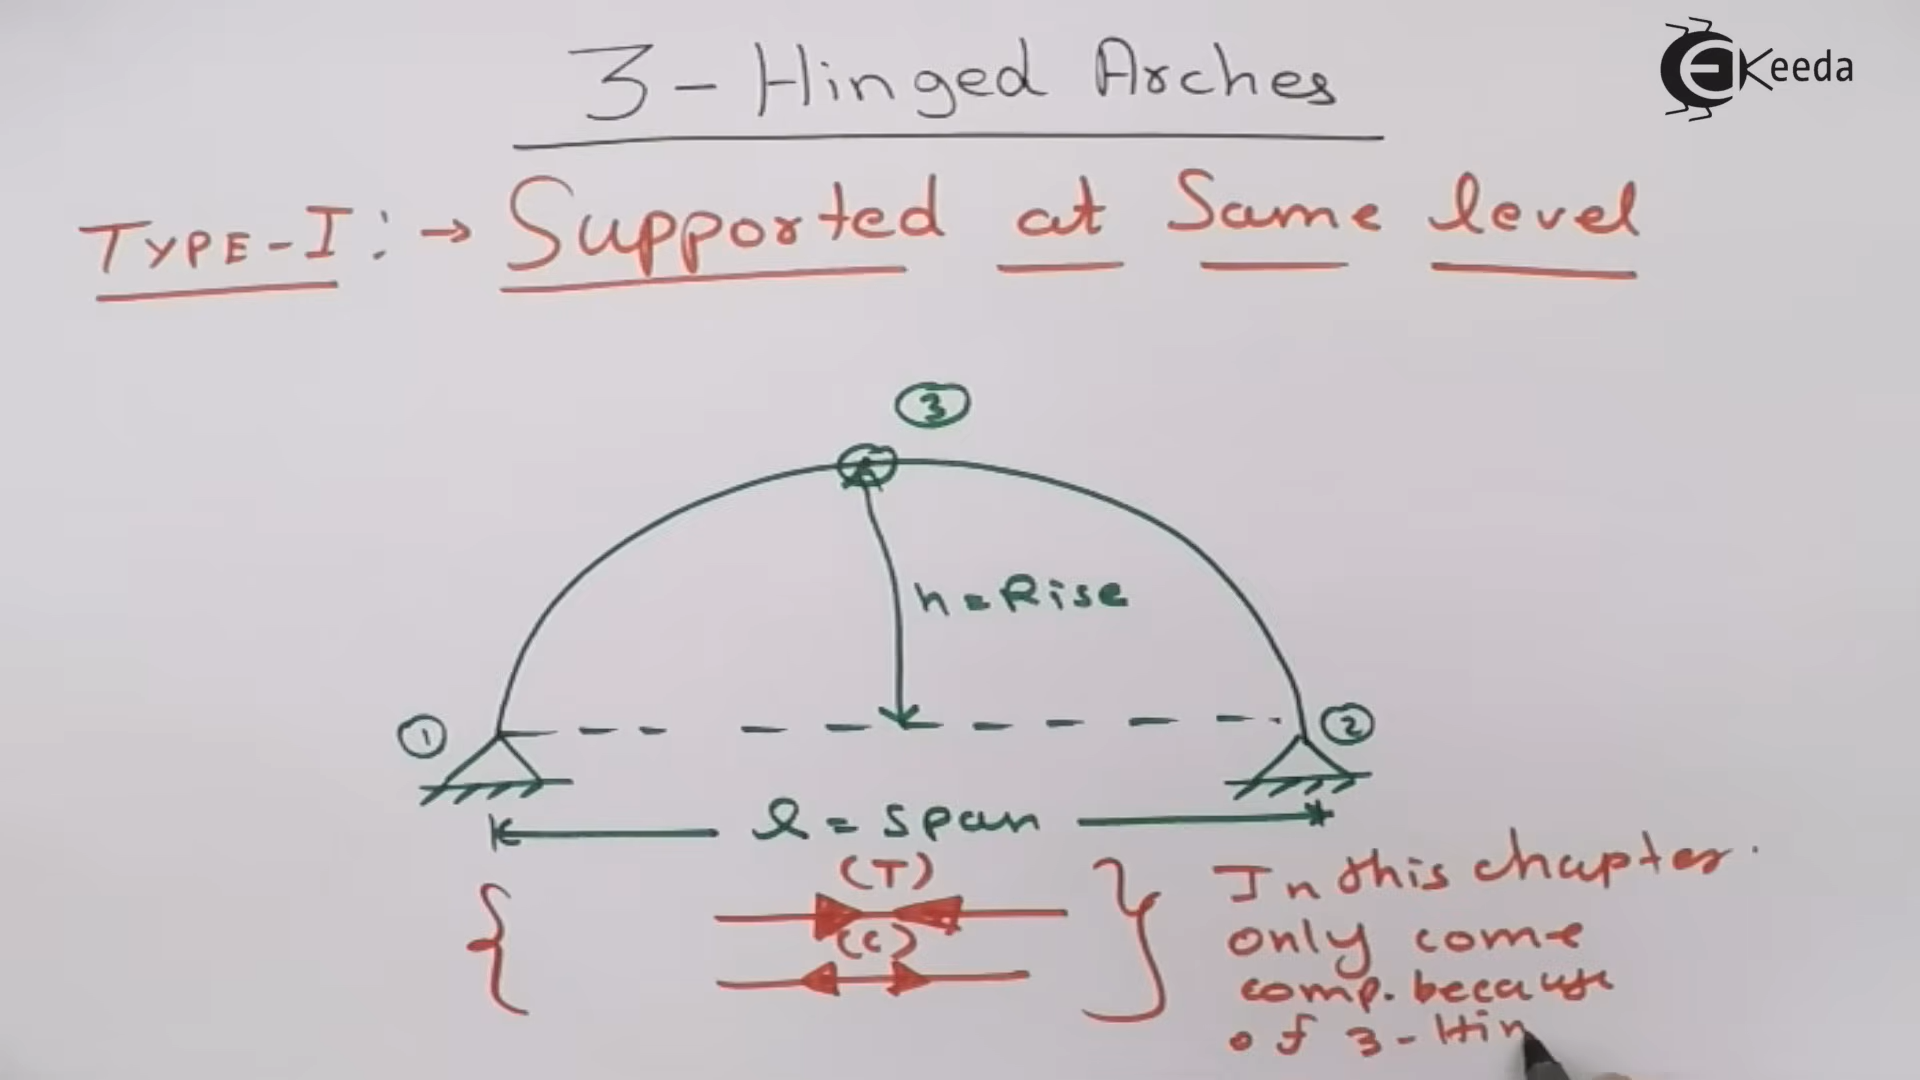 3-Hinged Arches
EKeeda
TYPE-I:→ Supported at Same level
3
h=Rise
1
2
l = span
(T)
(C)
In this chapter
only come
comp. because
of 3-Hin